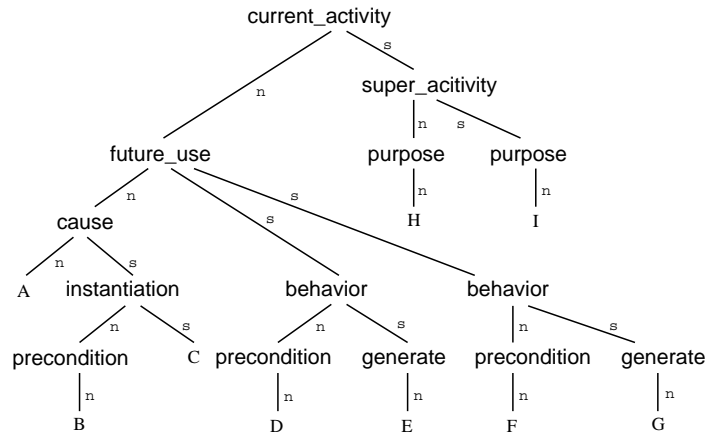 current_activity
s
n
super_acitivity
n s
future_use purpose purpose
n s s n n
cause H I
n s
A instantiation behavior behavior
n s n s n s
precondition C precondition generate precondition generate
n n n n n
B D E F G